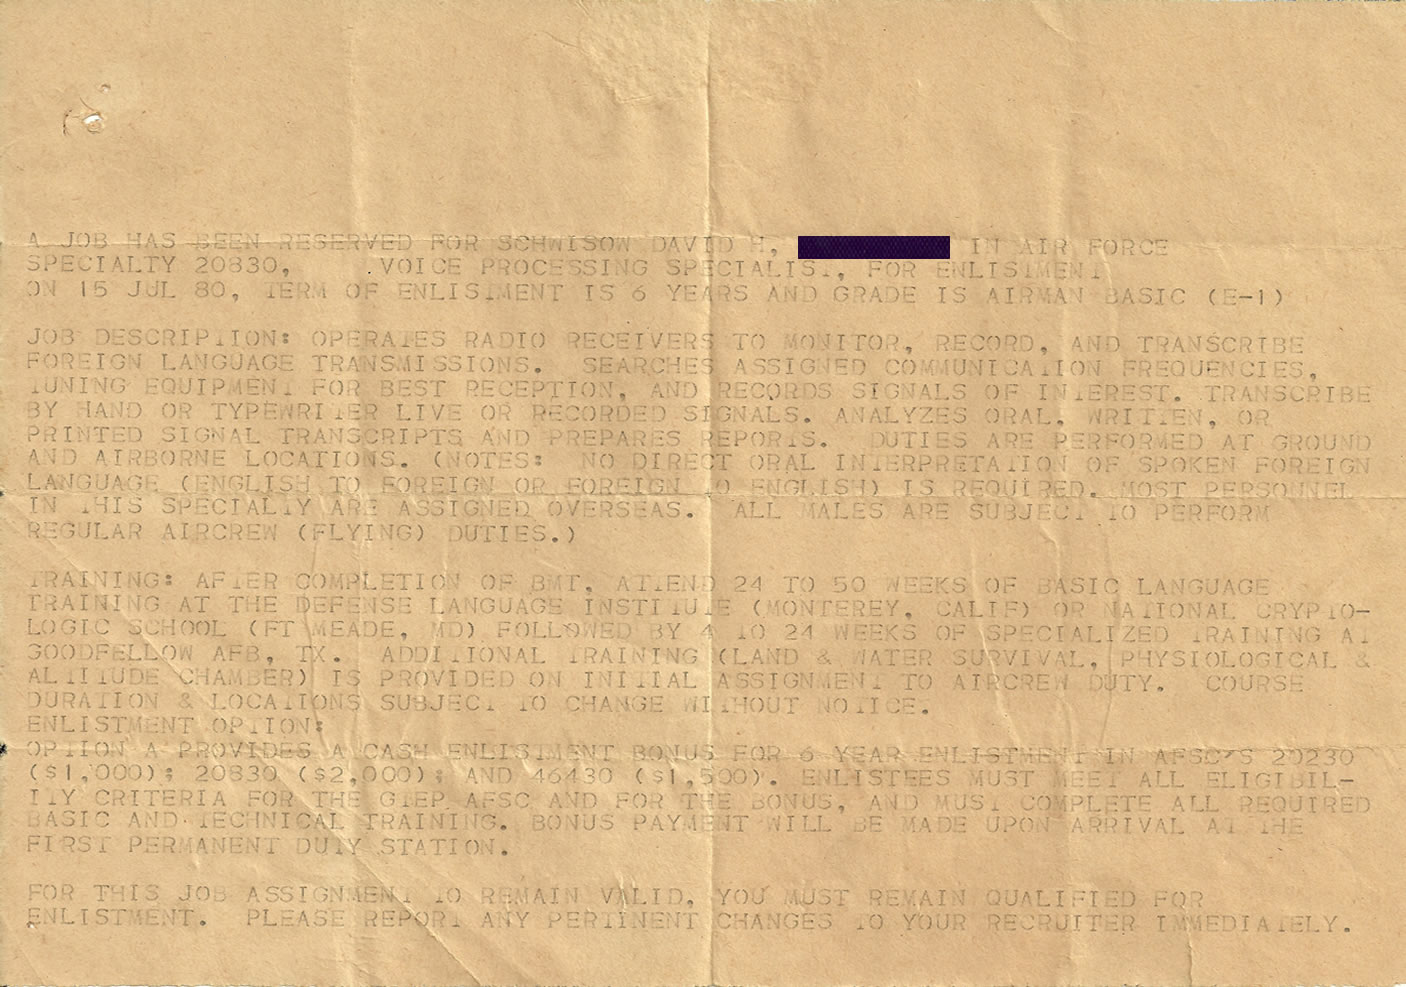 A JOB HAS BEEN RESERVED FOR SCHWISOW DAVID H, IN AIR FORCE
SPECIALTY 20830, VOICE PROCESSING SPECIALIST, FOR ENLISTMENT
ON 15 JUL 80, TERM OF ENLISTMENT IS 6 YEARS AND GRADE IS AIRMAN BASIC (E-1)
JOB DESCRIPTION: OPERATES RADIO RECEIVERS TO MONITOR, RECORD, AND TRANSCRIBE
FOREIGN LANGUAGE TRANSMISSIONS. SEARCHES ASSIGNED COMMUNICATION FREQUENCIES,
TUNING EQUIPMENT FOR BEST RECEPTION, AND RECORDS SIGNALS OF INTEREST. TRANSCRIBE
BY HAND OR TYPEWRITER LIVE OR RECORDED SIGNALS. ANALYZES ORAL, WRITTEN, OR
PRINTED SIGNAL TRANSCRIPTS AND PREPARES REPORTS. DUTIES ARE PERFORMED AT GROUND
AND AIRBORNE LOCATIONS. (NOTES: NO DIRECT ORAL INTERPRETATION OF SPOKEN FOREIGN
LANGUAGE (ENGLISH TO FOREIGN OR FOREIGN TO ENGLISH) IS REQUIRED. MOST PERSONNEL
IN THIS SPECIALTY ARE ASSIGNED OVERSEAS. ALL MALES ARE SUBJECT TO PERFORM
REGULAR AIRCREW (FLYING) DUTIES.)
TRAINING: AFTER COMPLETION OF BMT, ATTEND 24 TO 50 WEEKS OF BASIC LANGUAGE
TRAINING AT THE DEFENSE LANGUAGE INSTITUTE (MONTEREY, CALIF) OR NATIONAL CRYPTO-
LOGIC SCHOOL (FT MEADE, MD) FOLLOWED BY 4 TO 24 WEEKS OF SPECIALIZED TRAINING AT
GOODFELLOW AFB, TX. ADDITIONAL TRAINING (LAND & WATER SURVIVAL, PHYSIOLOGICAL &
ALTITUDE CHAMBER) IS PROVIDED ON INITIAL ASSIGNMENT TO AIRCREW DUTY. COURSE
DURATION & LOCATIONS SUBJECT TO CHANGE WITHOUT NOTICE.
ENLISTMENT OPTION:
OPTION A PROVIDES A CASH ENLISTMENT BONUS FOR 6 YEAR ENLISTMENT IN AFSC'S 20230
($1,000); 20830 ($2,000); AND 46430 ($1,500). ENLISTEES MUST MEET ALL ELIGIBIL-
ITY CRITERIA FOR THE GTEP AFSC AND FOR THE BONUS, AND MUST COMPLETE ALL REQUIRED
BASIC AND TECHNICAL TRAINING. BONUS PAYMENT WILL BE MADE UPON ARRIVAL AT THE
FIRST PERMANENT DUTY STATION.
FOR THIS JOB ASSIGNMENT TO REMAIN VALID, YOU MUST REMAIN QUALIFIED FOR
ENLISTMENT. PLEASE REPORT ANY PERTINENT CHANGES TO YOUR RECRUITER IMMEDIATELY.